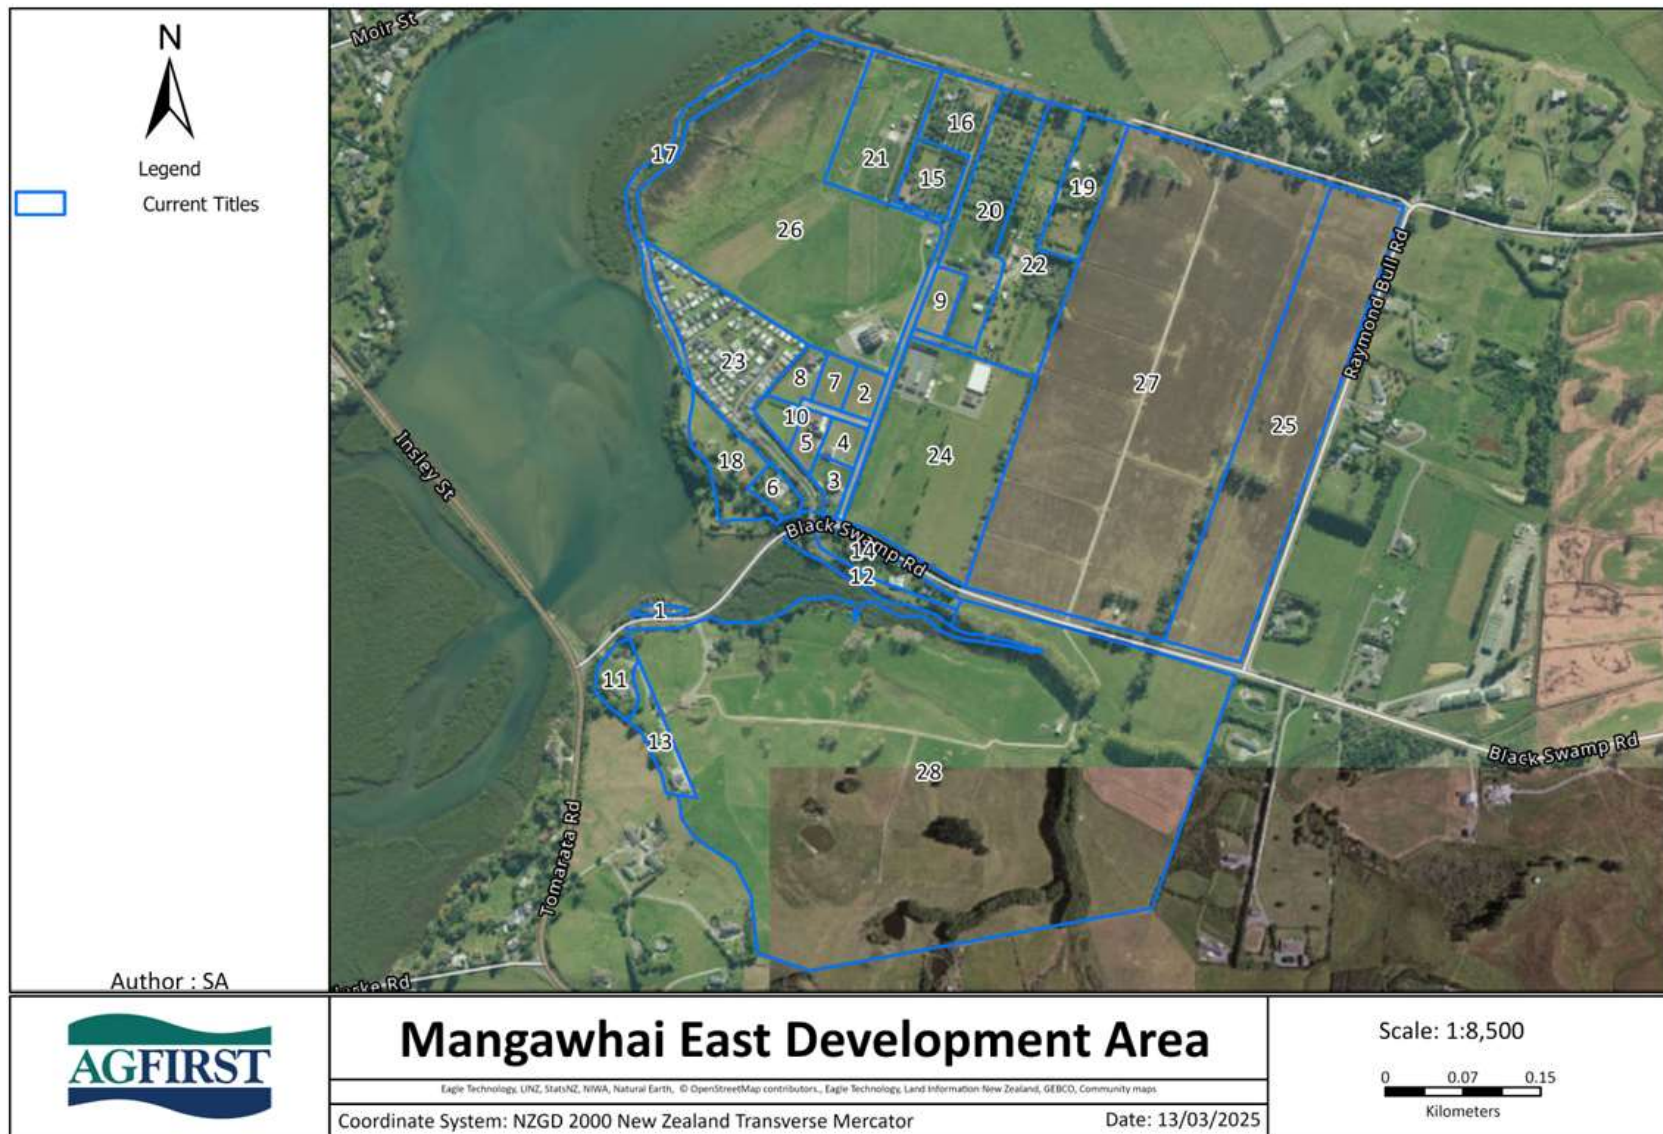 N
Legend
Current Titles
Author : SA
Moir St
17
16
21
15
19
20
26
22
9
Raymond Bull Rd
23
8
7
2
27
10
25
5
4
Insley St
18
24
3
6
Black Swamp Rd
14
12
1
11
13
28
Black Swamp Rd
Tomarata Rd
AGFIRST
Mangawhai East Development Area
Eagle Technology, LINZ, StatsNZ, NIWA, Natural Earth, © OpenStreetMap contributors., Eagle Technology, Land Information New Zealand, GEBCO, Community maps
Coordinate System: NZGD 2000 New Zealand Transverse Mercator
Date: 13/03/2025
Scale: 1:8,500
0 0.07 0.15
Kilometers